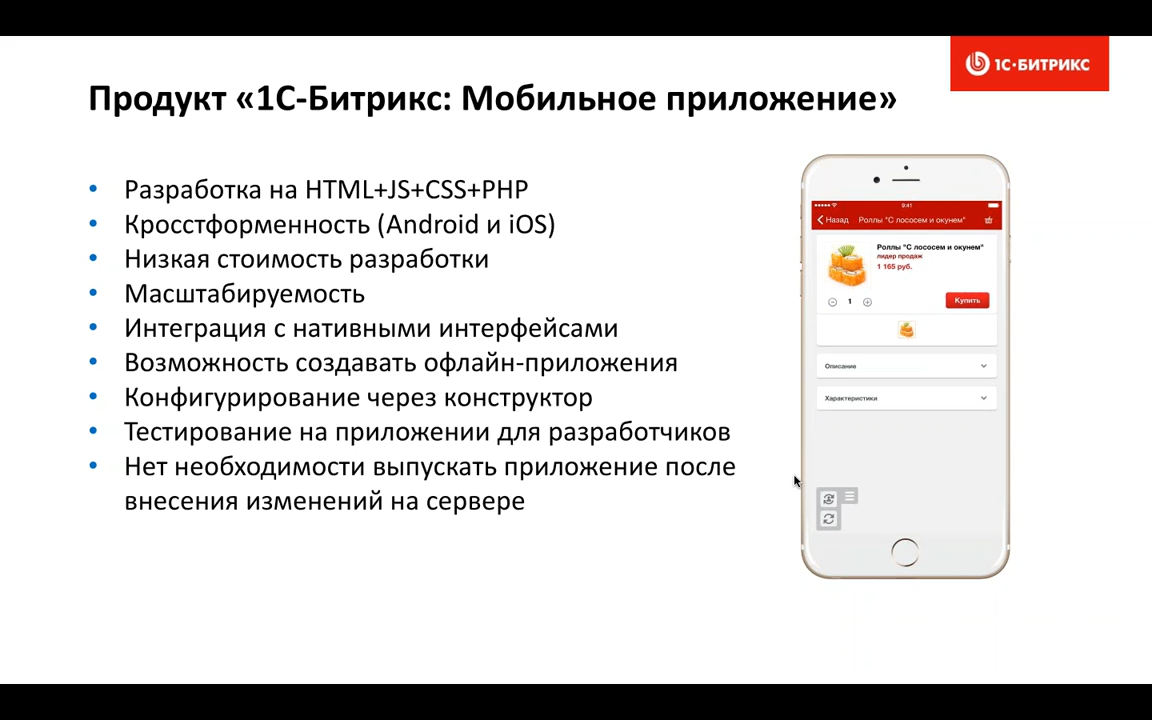 1С·БИТРИКС
Продукт «1С-Битрикс: Мобильное приложение»
• Разработка на HTML+JS+CSS+PHP
• Кросстформенность (Android и iOS)
• Низкая стоимость разработки
• Масштабируемость
• Интеграция с нативными интерфейсами
• Возможность создавать офлайн-приложения
• Конфигурирование через конструктор
• Тестирование на приложении для разработчиков
• Нет необходимости выпускать приложение после
внесения изменений на сервере
9:41
Назад Роллы "С лососем и окунем"
Роллы "С лососем и окунем"
лидер продаж
1 165 руб.
1
Купить
Описание
Характеристики